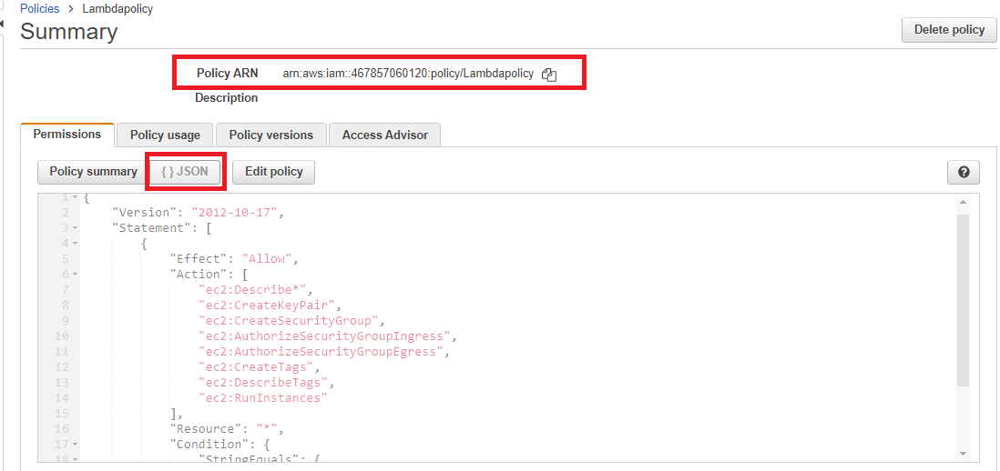 Policies > Lambdapolicy
Summary
Delete policy
Policy ARN arn:aws:iam::467857060120:policy/Lambdapolicy
Description
Permissions Policy usage Policy versions Access Advisor
Policy summary { } JSON Edit policy ?
1 {
2 "Version": "2012-10-17",
3 "Statement": [
4 {
5 "Effect": "Allow",
6 "Action": [
7 "ec2:Describe*",
8 "ec2:CreateKeyPair",
9 "ec2:CreateSecurityGroup",
10 "ec2:AuthorizeSecurityGroupIngress",
11 "ec2:AuthorizeSecurityGroupEgress",
12 "ec2:CreateTags",
13 "ec2:DescribeTags",
14 "ec2:RunInstances"
15 ],
16 "Resource": "*",
17 "Condition": {
18 "StringEquals": {